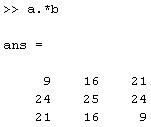 >> a.*b
ans =
9 16 21
24 25 24
21 16 9